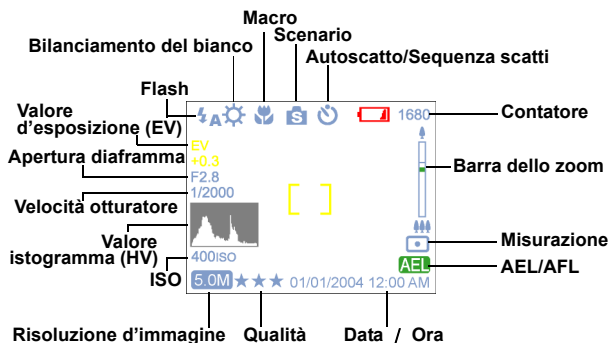 Macro
Scenario
Bilanciamento del bianco
Autoscatto/Sequenza scatti
Flash
Valore
d'esposizione (EV)
Contatore
A
S
1680
EV
+0.3
Apertura diaframma
F2.8
Barra dello zoom
Velocità otturatore
1/2000
Valore
istogramma (HV)
Misurazione
400ISO
ISO
AEL
AEL/AFL
5.0M ★★★ 01/01/2004 12:00 AM
Risoluzione d'immagine
Qualità
Data / Ora